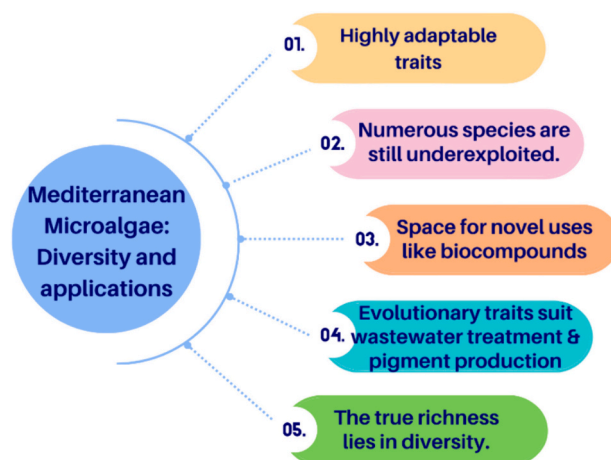 Mediterranean
Microalgae:
Diversity and
applications
01.
Highly adaptable
traits
02.
Numerous species are
still underexploited.
03.
Space for novel uses
like biocompounds
04.
Evolutionary traits suit
wastewater treatment &
pigment production
05.
The true richness
lies in diversity.